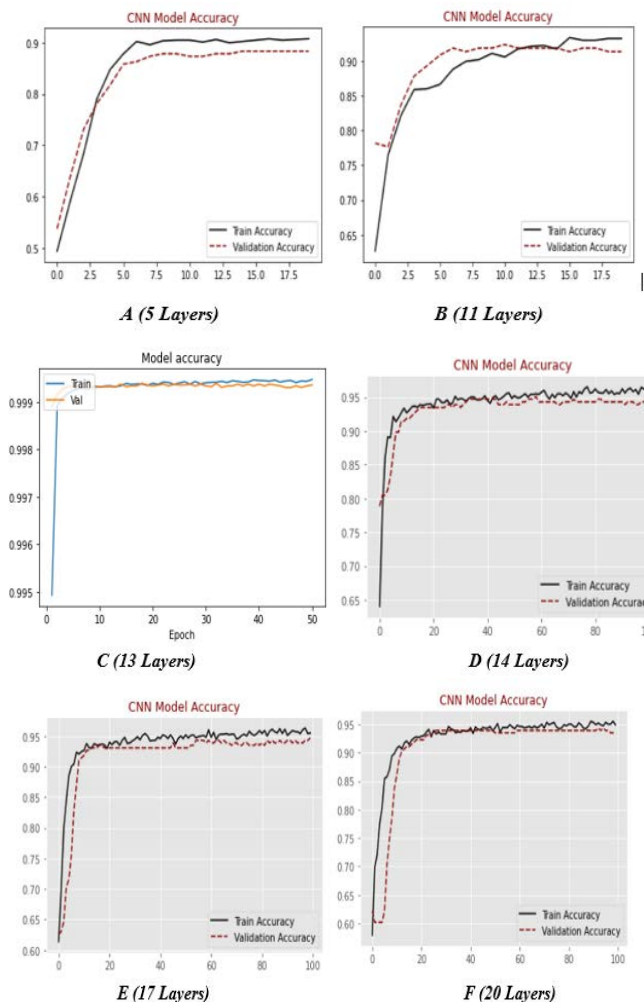 CNN Model Accuracy
0.9
0.8
0.7
0.6
0.5
Train Accuracy
Validation Accuracy
0.0 2.5 5.0 7.5 10.0 12.5 15.0 17.5
A (5 Layers)
CNN Model Accuracy
0.90
0.85
0.80
0.75
0.70
0.65
Train Accuracy
Validation Accuracy
0.0 2.5 5.0 7.5 10.0 12.5 15.0 17.5
B (11 Layers)
Model accuracy
Train
Val
0.999
0.998
0.997
0.996
0.995
0 10 20 30 40 50
Epoch
C (13 Layers)
CNN Model Accuracy
0.95
0.90
0.85
0.80
0.75
0.70
0.65
Train Accuracy
Validation Accurac
0 20 40 60 80
D (14 Layers)
CNN Model Accuracy
0.95
0.90
0.85
0.80
0.75
0.70
0.65
0.60
Train Accuracy
Validation Accuracy
0 20 40 60 80 100
E (17 Layers)
CNN Model Accuracy
0.95
0.90
0.85
0.80
0.75
0.70
0.65
0.60
Train Accuracy
Validation Accuracy
0 20 40 60 80 100
F (20 Layers)